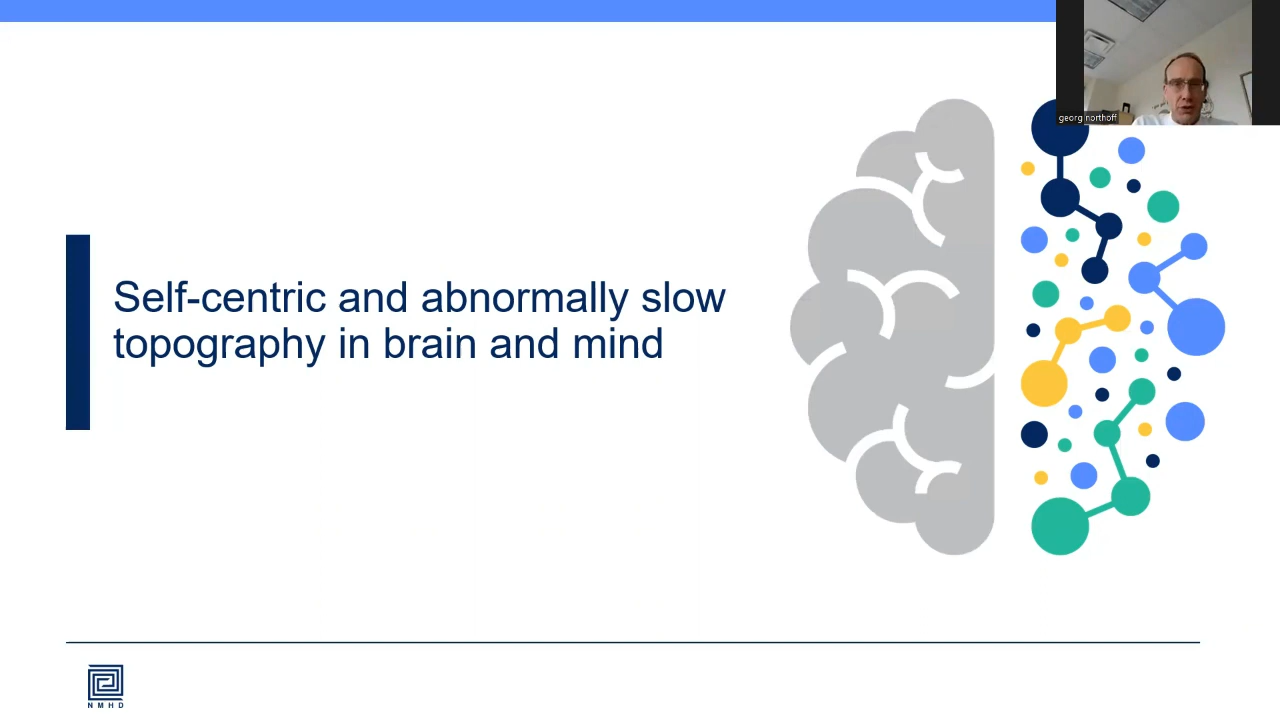 georg northoff
Self-centric and abnormally slow
topography in brain and mind
NMHD